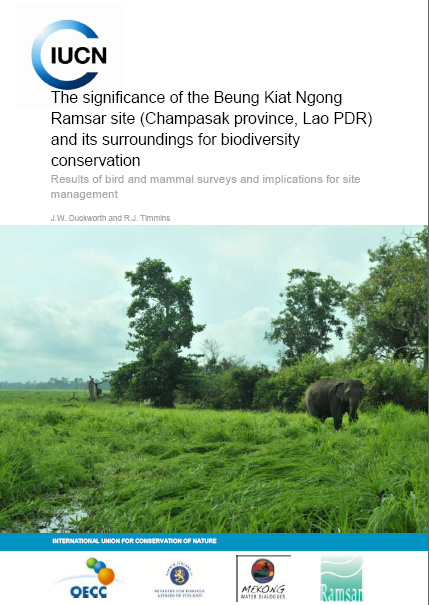 IUCN
The significance of the Beung Kiat Ngong
Ramsar site (Champasak province, Lao PDR)
and its surroundings for biodiversity
conservation
Results of bird and mammal surveys and implications for site
management
J.W. Duckworth and R.J. Timmins
INTERNATIONAL UNION FOR CONSERVATION OF NATURE
OECC
MINISTRY FOR FOREIGN
AFFAIRS OF FINLAND
MEKONG
WATER DIALOGUES
Ramsar